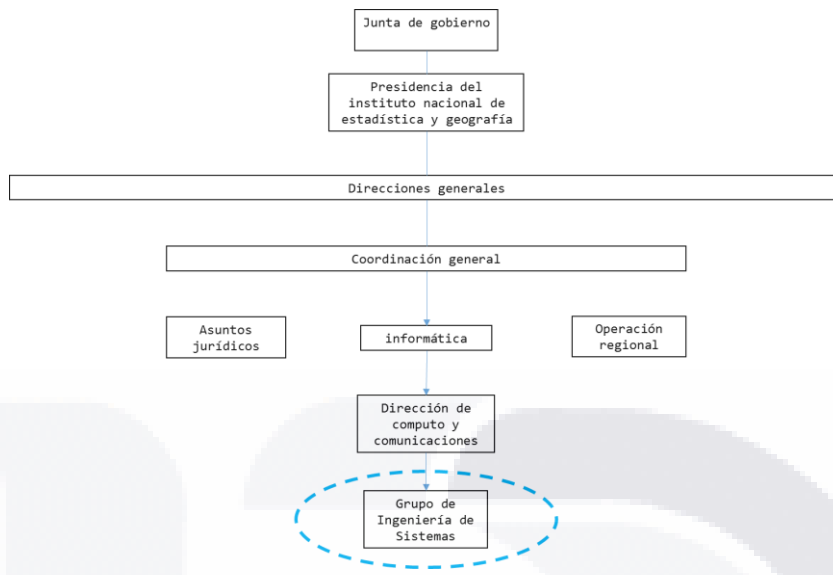 Junta de gobierno
Presidencia del
instituto nacional de
estadística y geografía
Direcciones generales
Coordinación general
Asuntos
jurídicos
informática
Operación
regional
Dirección de
computo y
comunicaciones
Grupo de
Ingeniería de
Sistemas